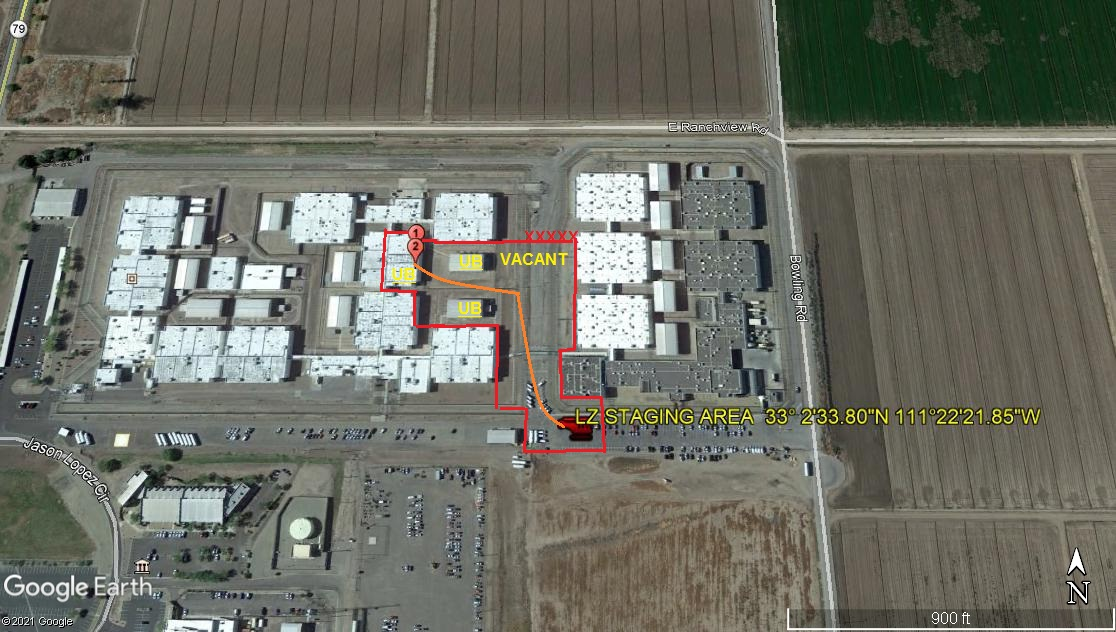 79
E Ranchview Rd
XXXXX
1
2
UB
VACANT
UB
UB
Bowling Rd
LZ STAGING AREA 33° 2'33.80"N 111°22'21.85"W
Jason Lopez Cir
Google Earth
N
©2021 Google
900 ft